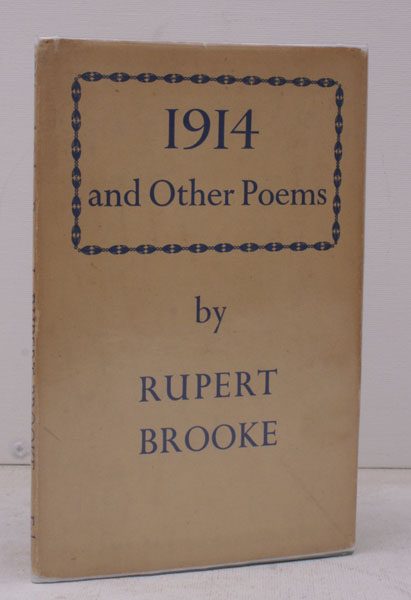 1914
and Other Poems
by
RUPERT
BROOKE